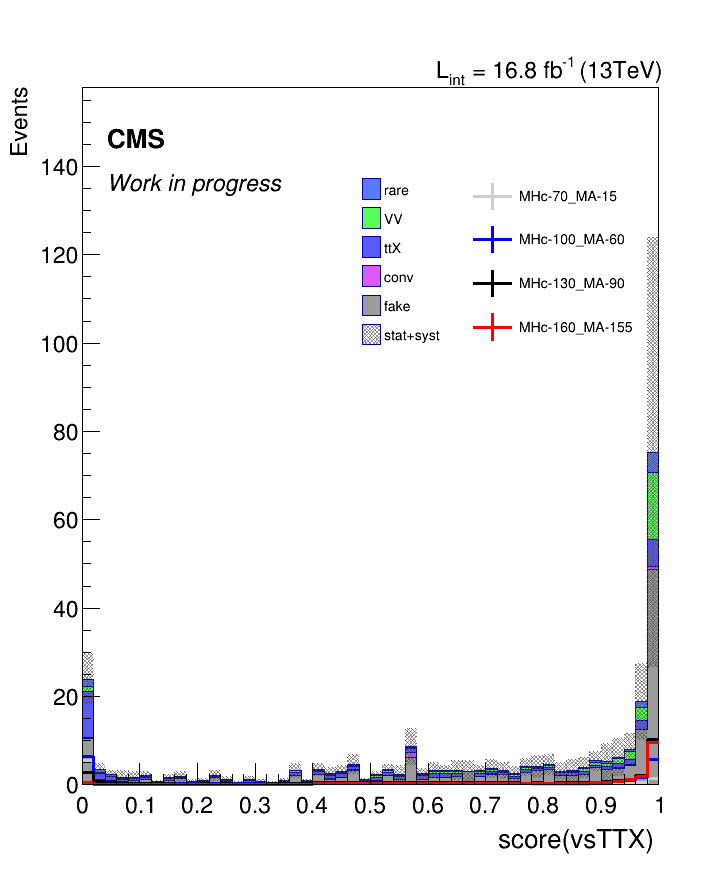 L_int = 16.8 fb^-1 (13TeV)
Events
CMS
Work in progress
rare
VV
ttX
conv
fake
stat+syst
MHc-70_MA-15
MHc-100_MA-60
MHc-130_MA-90
MHc-160_MA-155
140
120
100
80
60
40
20
0
0 0.1 0.2 0.3 0.4 0.5 0.6 0.7 0.8 0.9 1
score(vsTTX)